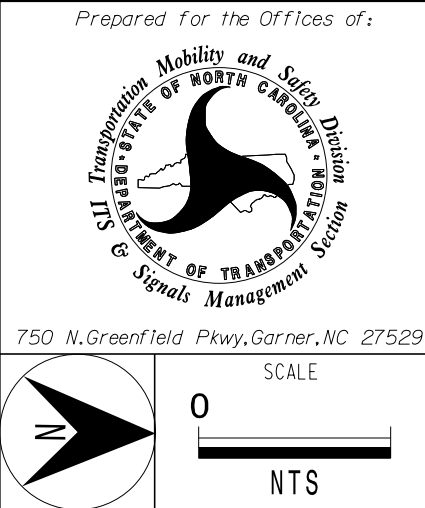 Prepared for the Offices of:
Transportation Mobility and Safety Division
STI & Signals Management Section
STATE OF NORTH CAROLINA
DEPARTMENT OF TRANSPORTATION
750 N.Greenfield Pkwy,Garner,NC 27529
N
SCALE
0
NTS